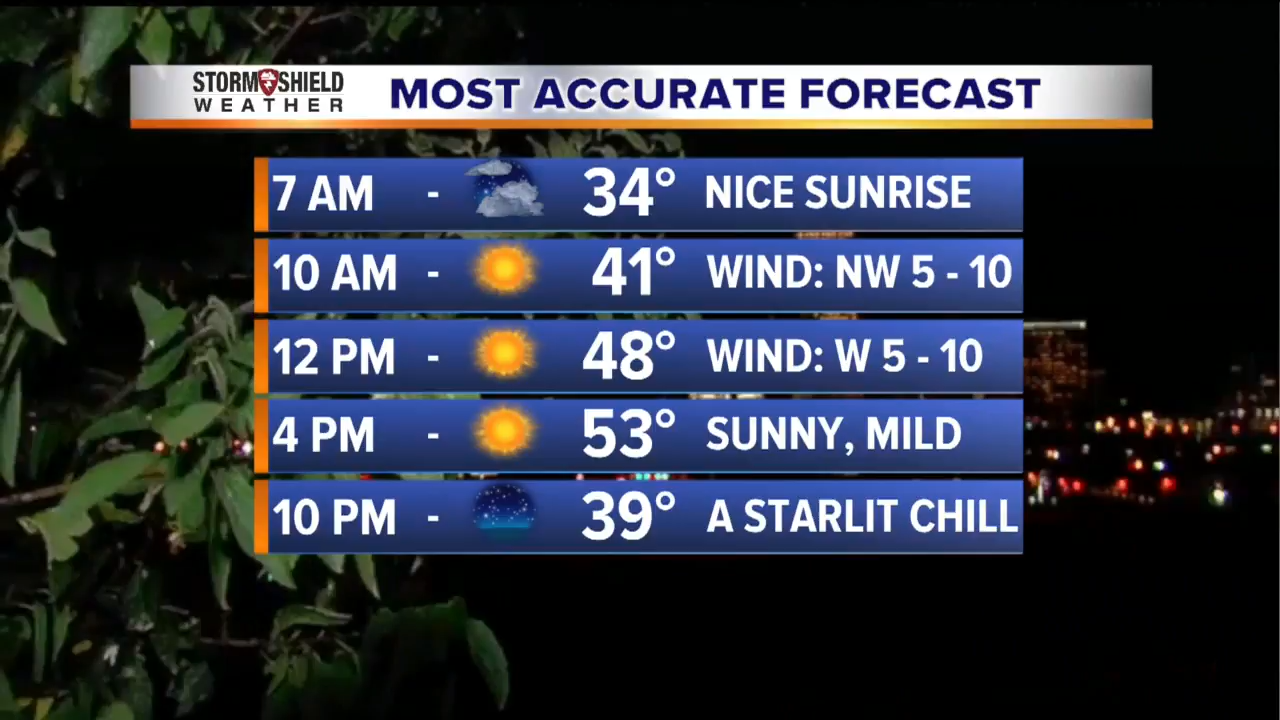 STORM SHIELD
WEATHER
MOST ACCURATE FORECAST
7 AM - 34° NICE SUNRISE
10 AM - 41° WIND: NW 5 - 10
12 PM - 48° WIND: W 5 - 10
4 PM - 53° SUNNY, MILD
10 PM - 39° A STARLIT CHILL